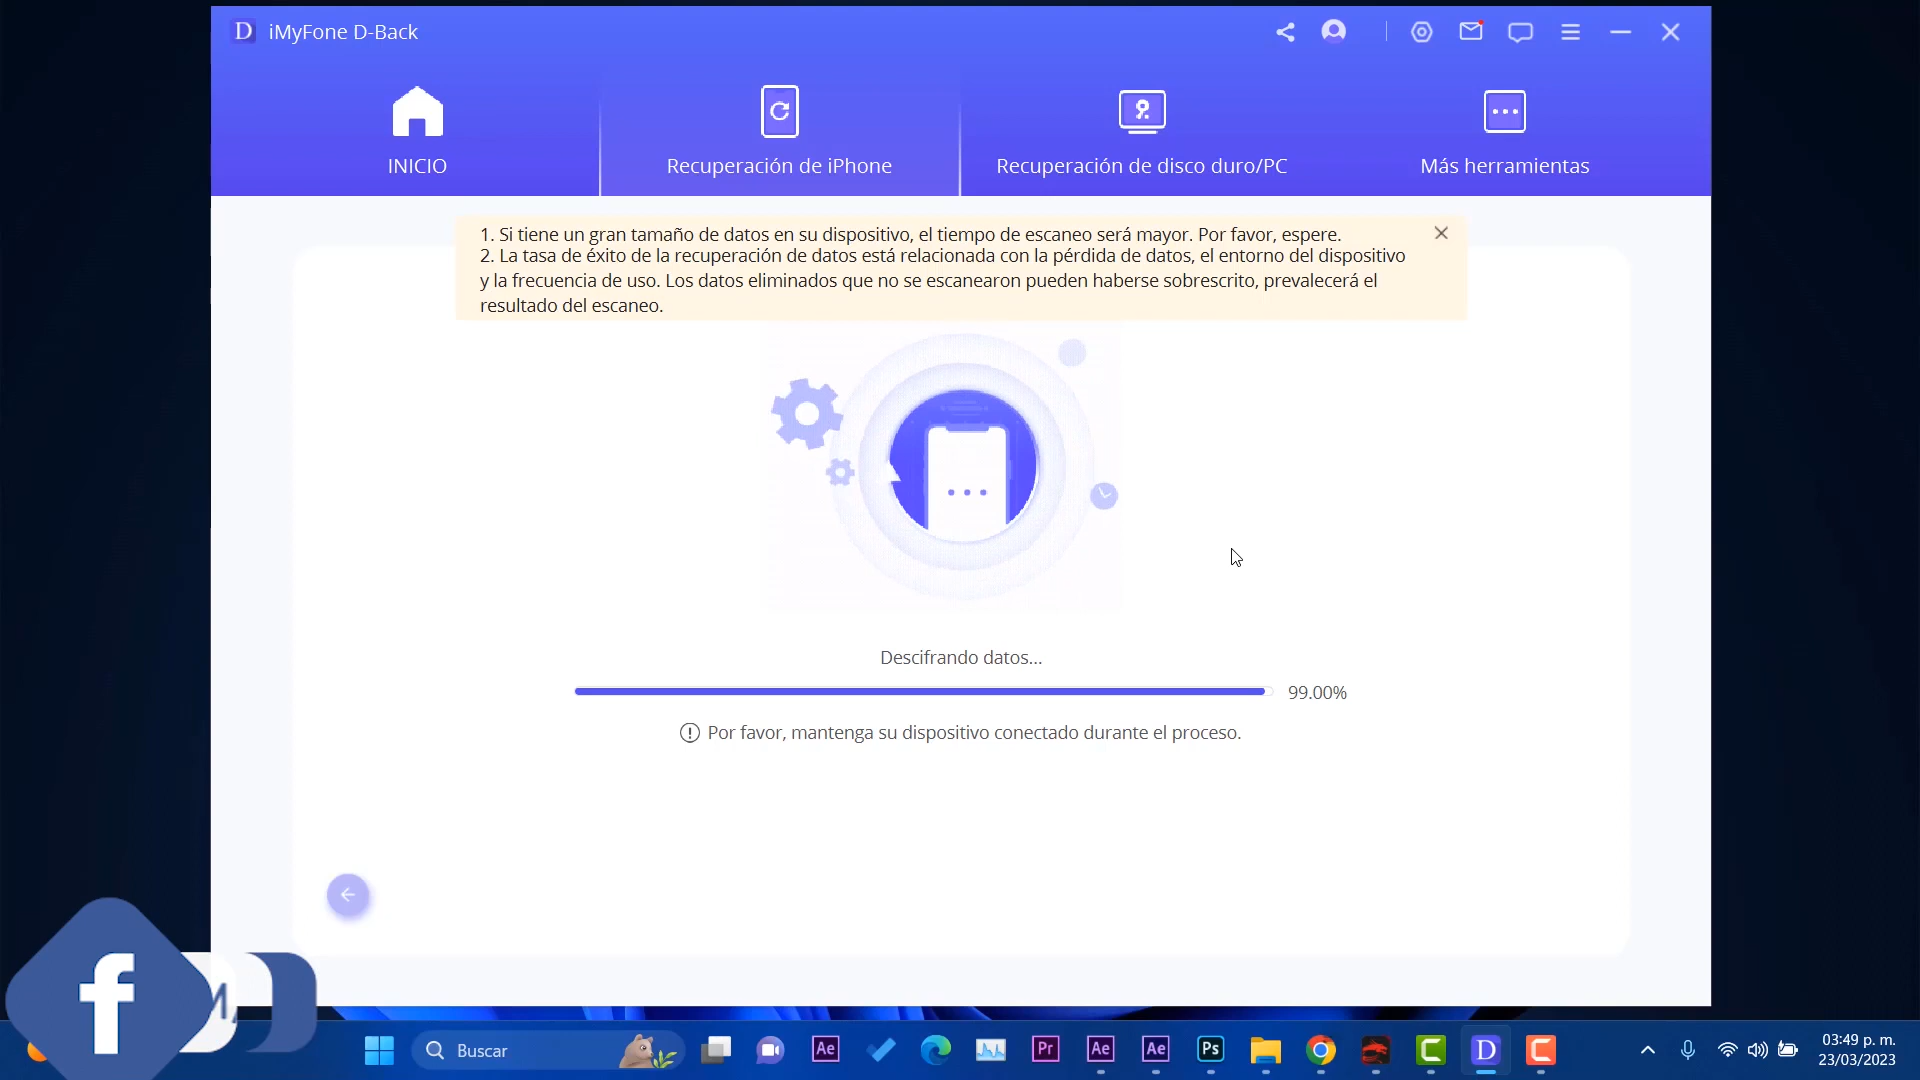 D iMyFone D-Back
INICIO
Recuperación de iPhone
Recuperación de disco duro/PC
Más herramientas
1. Si tiene un gran tamaño de datos en su dispositivo, el tiempo de escaneo será mayor. Por favor, espere.
2. La tasa de éxito de la recuperación de datos está relacionada con la pérdida de datos, el entorno del dispositivo
y la frecuencia de uso. Los datos eliminados que no se escanearon pueden haberse sobrescrito, prevalecerá el
resultado del escaneo.
Descifrando datos...
99.00%
Por favor, mantenga su dispositivo conectado durante el proceso.
f
Buscar
Ae
Pr
Ae
Ae
Ps
C
D
C
03:49 p. m.
23/03/2023